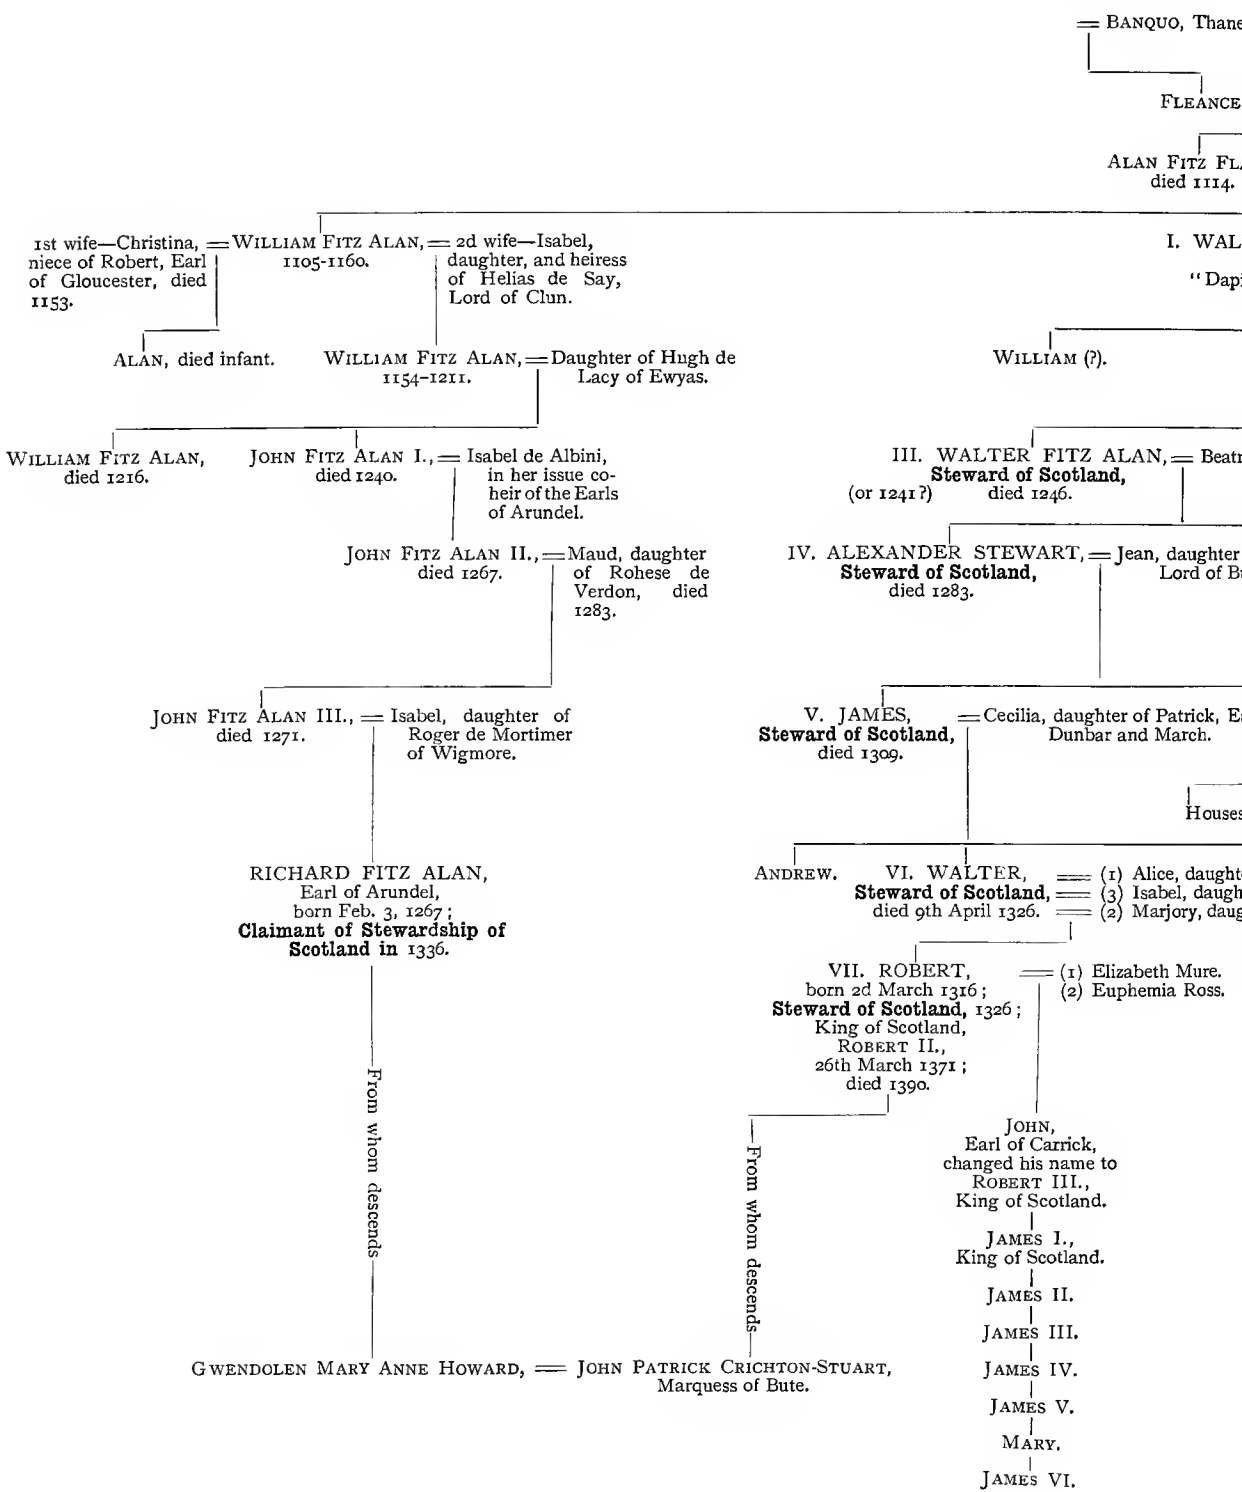 = BANQUO, Thane
FLEANCE
ALAN FITZ FL
died 1114.
1st wife—Christina,
niece of Robert, Earl
of Gloucester, died
1153.
= WILLIAM FITZ ALAN, =
1105-1160.
2d wife—Isabel,
daughter, and heiress
of Helias de Say,
Lord of Clun.
I. WAL
"Dapi
ALAN, died infant.
WILLIAM FITZ ALAN, =
1154-1211.
Daughter of Hugh de
Lacy of Ewyas.
WILLIAM (?).
WILLIAM FITZ ALAN,
died 1216.
JOHN FITZ ALAN I., =
died 1240.
Isabel de Albini,
in her issue co-
heir of the Earls
of Arundel.
III. WALTER FITZ ALAN, = Beatr
Steward of Scotland,
(or 1241?) died 1246.
JOHN FITZ ALAN II., =
died 1267.
Maud, daughter
of Rohese de
Verdon, died
1283.
IV. ALEXANDER STEWART, =
Steward of Scotland,
died 1283.
Jean, daughter
Lord of Bu
JOHN FITZ ALAN III., =
died 1271.
Isabel, daughter of
Roger de Mortimer
of Wigmore.
V. JAMES,
Steward of Scotland,
died 1309.
= Cecilia, daughter of Patrick, E
Dunbar and March.
Houses
RICHARD FITZ ALAN,
Earl of Arundel,
born Feb. 3, 1267;
Claimant of Stewardship of
Scotland in 1336.
ANDREW.
VI. WALTER, = (1) Alice, daught
Steward of Scotland, = (3) Isabel, daugh
died 9th April 1326. = (2) Marjory, daug
VII. ROBERT,
born 2d March 1316;
Steward of Scotland, 1326;
King of Scotland,
ROBERT II.,
26th March 1371;
died 1390.
= (1) Elizabeth Mure.
(2) Euphemia Ross.
From whom descends
From whom descends
JOHN,
Earl of Carrick,
changed his name to
ROBERT III.,
King of Scotland.
JAMES I.,
King of Scotland.
JAMES II.
JAMES III.
GWENDOLEN MARY ANNE HOWARD, = JOHN PATRICK CRICHTON-STUART,
Marquess of Bute.
JAMES IV.
JAMES V.
MARY.
JAMES VI.